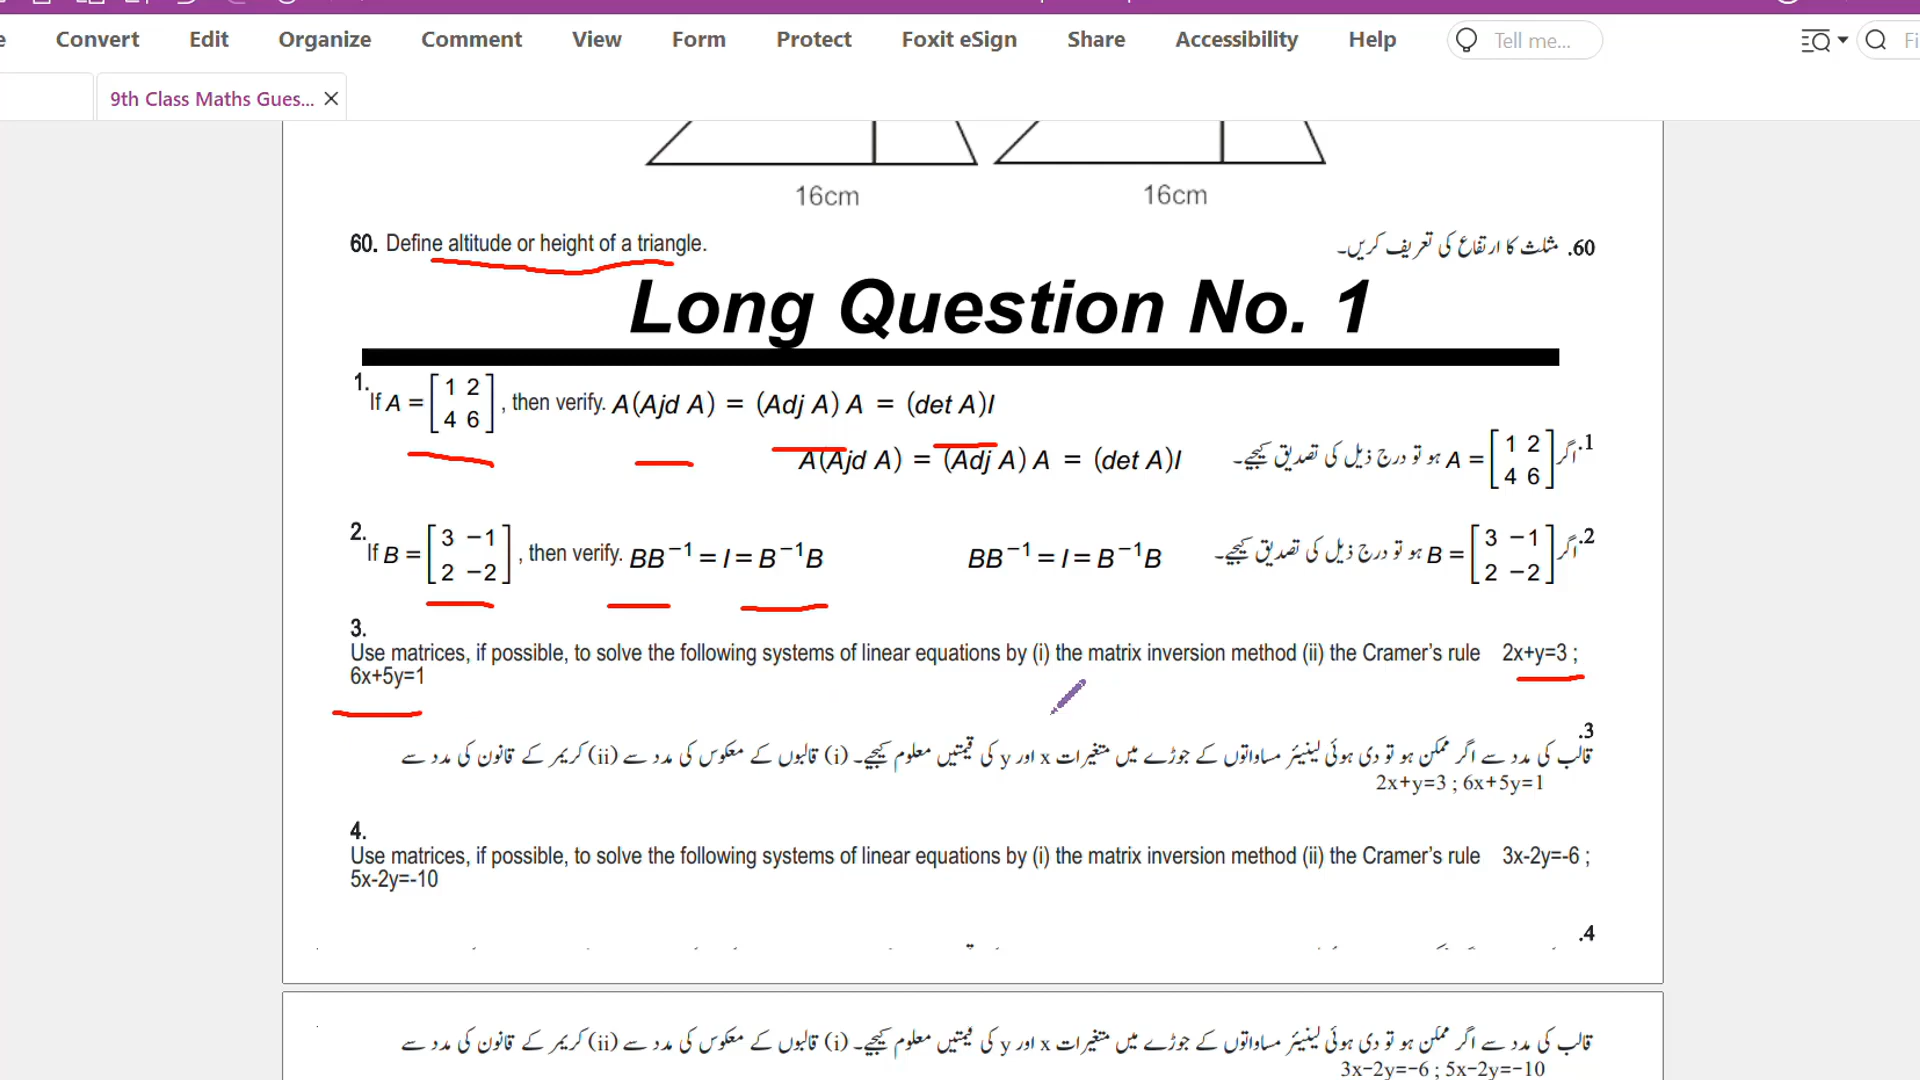 Convert Edit Organize Comment View Form Protect Foxit eSign Share Accessibility Help Tell me... Fi
9th Class Maths Gues...
16cm 16cm
60. Define altitude or height of a triangle. 60. مثلث کا ارتفاع کی تعریف کریں۔
Long Question No. 1
1. If A = [1 2 4 6], then verify. A(Ajd A) = (Adj A) A = (det A)I
1. اگر A = [1 2 4 6] ہو تو درج ذیل کی تصدیق کیجیے۔ A(Ajd A) = (Adj A) A = (det A)I
2. If B = [3 −1 2 −2], then verify. BB⁻¹ = I = B⁻¹B
2. اگر B = [3 −1 2 −2] ہو تو درج ذیل کی تصدیق کیجیے۔ BB⁻¹ = I = B⁻¹B
3.
Use matrices, if possible, to solve the following systems of linear equations by (i) the matrix inversion method (ii) the Cramer’s rule 2x+y=3 ;
6x+5y=1
3.
قالب کی مدد سے اگر ممکن ہو تو دی ہوئی لینیئر مساواتوں کے جوڑے میں متغیرات x اور y کی قیمتیں معلوم کیجیے۔ (i) قالبوں کے معکوس کی مدد سے (ii) کریمر کے قانون کی مدد سے
2x+y=3 ; 6x+5y=1
4.
Use matrices, if possible, to solve the following systems of linear equations by (i) the matrix inversion method (ii) the Cramer’s rule 3x-2y=-6 ;
5x-2y=-10
4.
قالب کی مدد سے اگر ممکن ہو تو دی ہوئی لینیئر مساواتوں کے جوڑے میں متغیرات x اور y کی قیمتیں معلوم کیجیے۔ (i) قالبوں کے معکوس کی مدد سے (ii) کریمر کے قانون کی مدد سے
3x−2y=−6 ; 5x−2y=−10